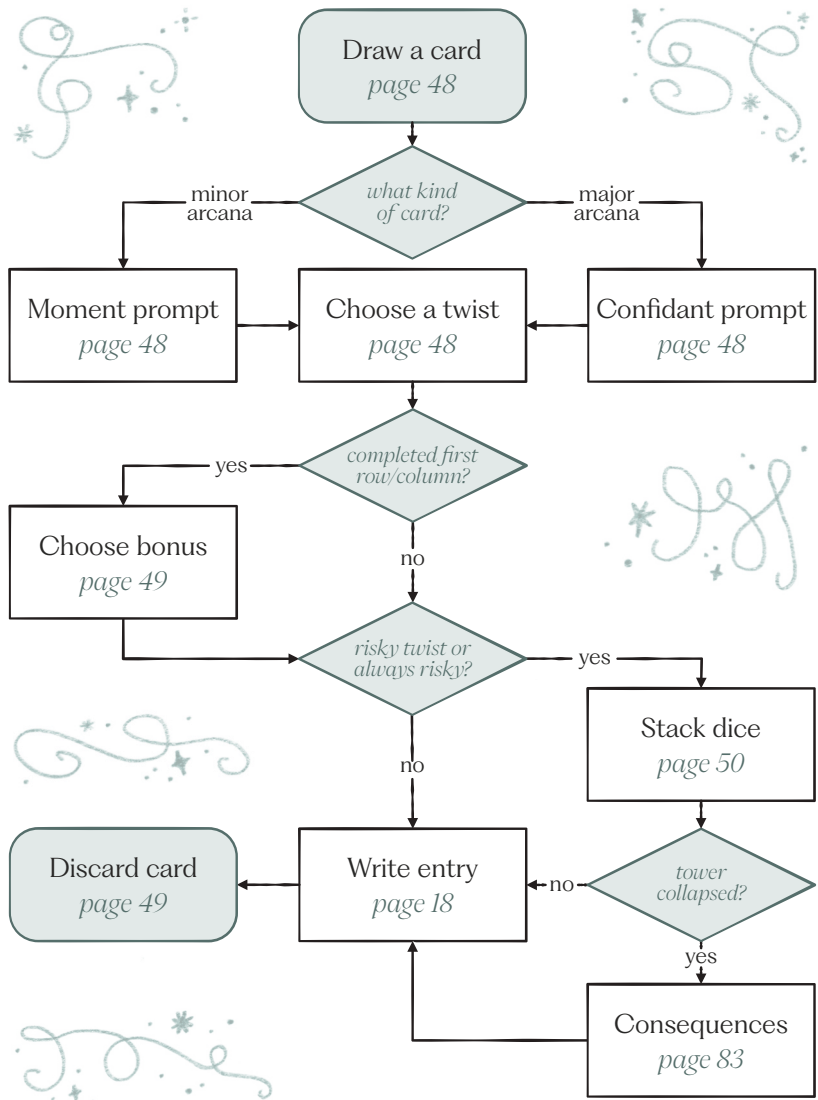 Draw a card
page 48
what kind
of card?
minor
arcana
major
arcana
Moment prompt
page 48
Choose a twist
page 48
Confidant prompt
page 48
completed first
row/column?
yes
Choose bonus
page 49
no
risky twist or
always risky?
yes
Stack dice
page 50
no
Discard card
page 49
Write entry
page 18
no
tower
collapsed?
yes
Consequences
page 83